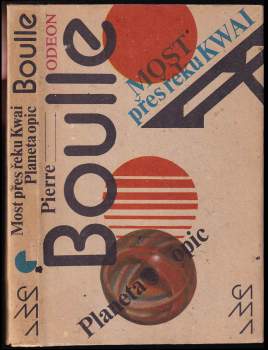 Most přes řeku Kwai
Planeta opic
Boulle
ODEON
Pierre
Boulle
MOST
přes řeku KWAI
Planeta opic